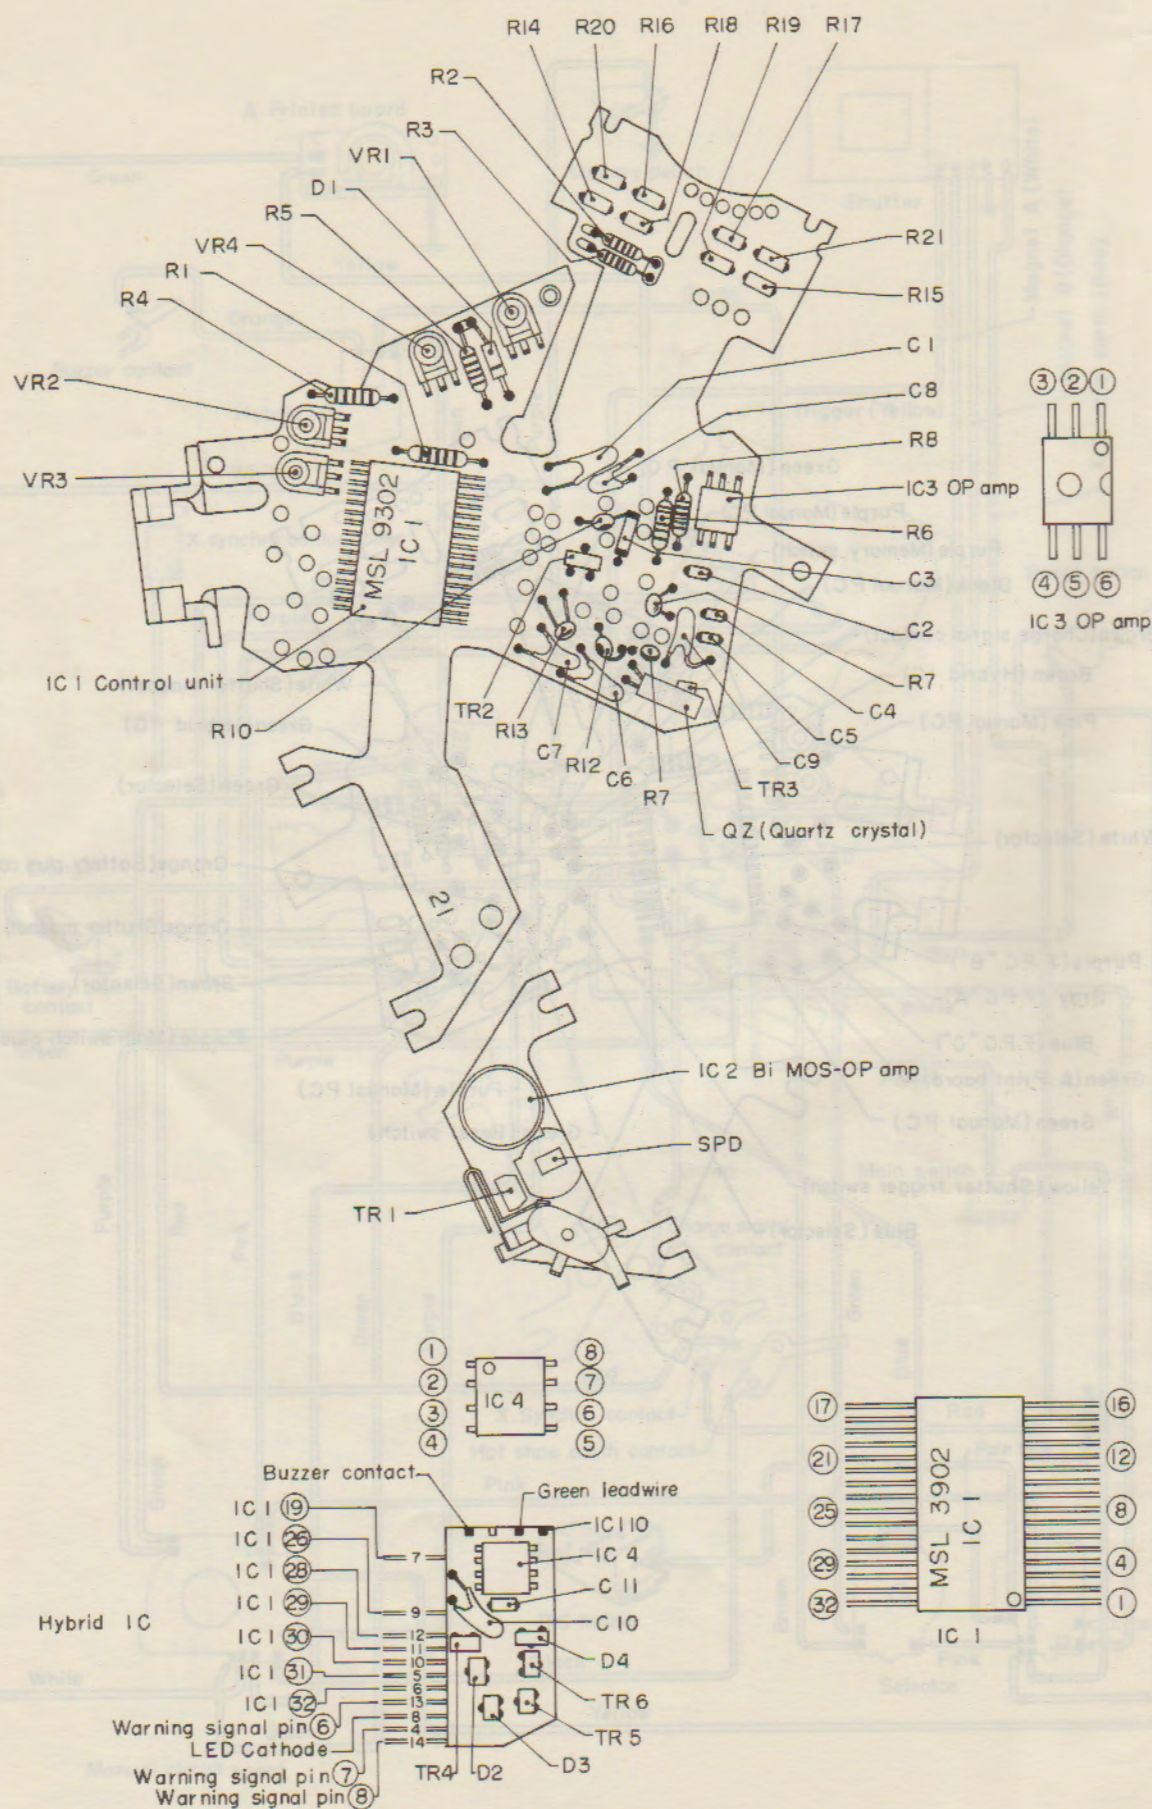 R14 R20 R16 R18 R19 R17
R2
R3
VR1
D1
R5
VR4
R1
R4
VR2
VR3
R21
R15
C1
C8
R8
IC3 OP amp
R6
C3
C2
R7
C4
C5
C9
TR3
QZ (Quartz crystal)
MSL 9302
IC 1
IC 1 Control unit
R10
TR2
R13
C7
R12
C6
R7
③ ② ①
④ ⑤ ⑥
IC 3 OP amp
21
IC 2 Bi MOS-OP amp
SPD
TR 1
① ⑧
② ⑦
③ ⑥
④ ⑤
IC 4
Buzzer contact
Green leadwire
IC 1 ⑲
IC 1 ㉖
IC 1 ㉘
IC 1 ㉙
Hybrid IC
IC 1 ㉚
IC 1 ㉛
IC 1 ㉜
Warning signal pin ⑥
LED Cathode
Warning signal pin ⑦
Warning signal pin ⑧
7
9
12
11
10
5
6
13
8
4
14
IC110
IC 4
C 11
C10
D4
TR 6
TR 5
D3
D2
TR4
⑰ ⑯
㉑ ⑫
㉕ ⑧
㉙ ④
㉜ ①
MSL 3902
IC 1
IC 1